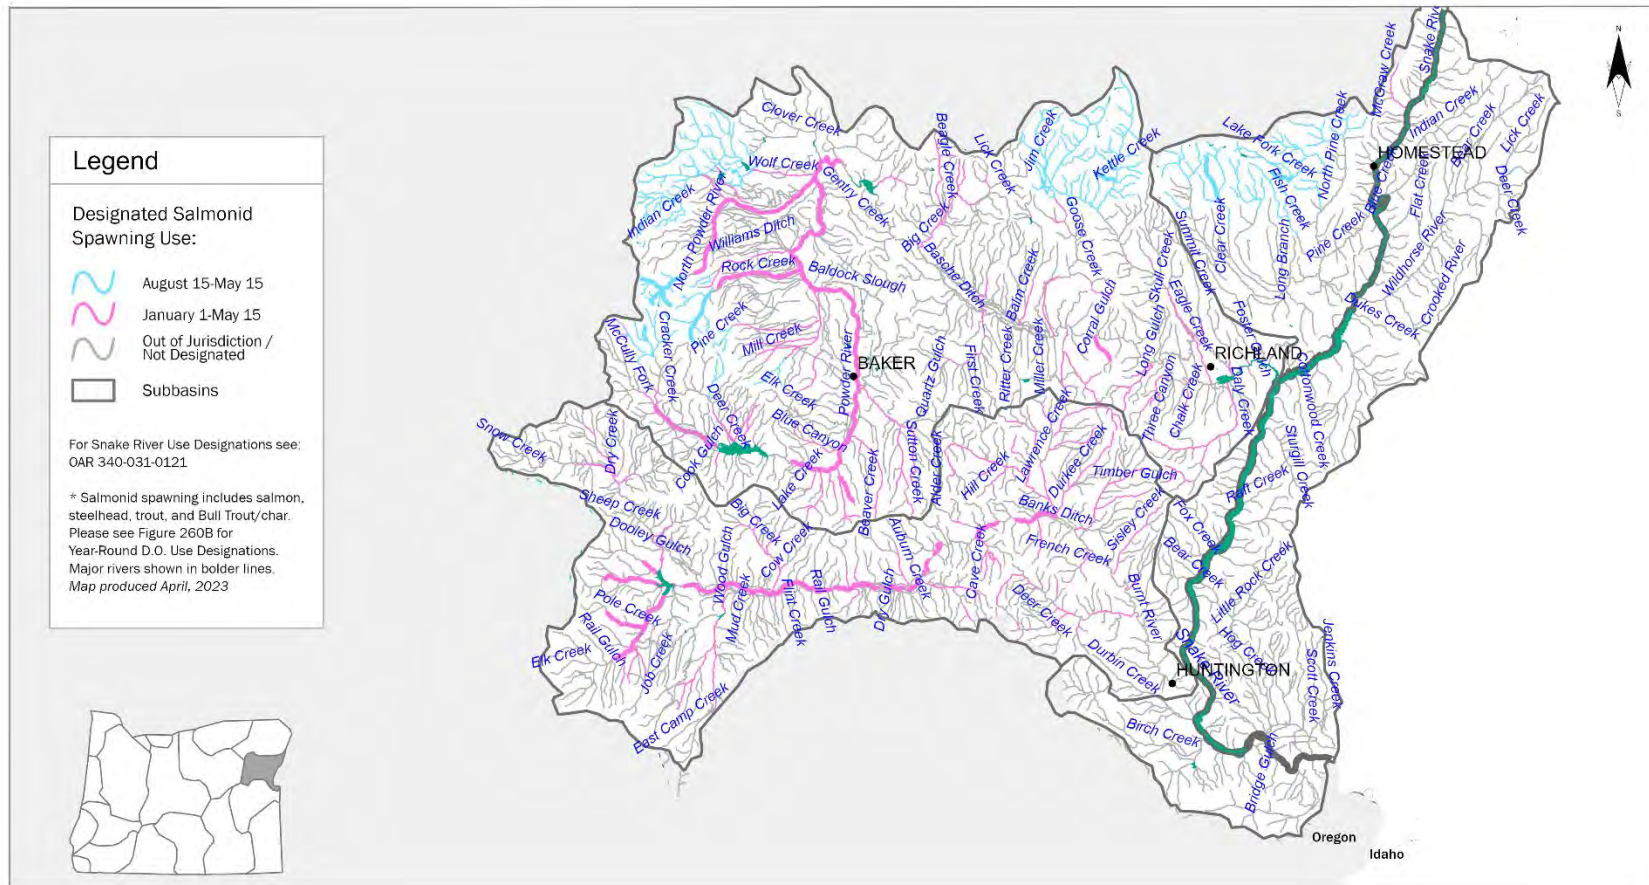 Legend
Designated Salmonid
Spawning Use:
August 15-May 15
January 1-May 15
Out of Jurisdiction /
Not Designated
Subbasins
For Snake River Use Designations see:
OAR 340-031-0121
* Salmonid spawning includes salmon,
steelhead, trout, and Bull Trout/char.
Please see Figure 260B for
Year-Round D.O. Use Designations.
Major rivers shown in bolder lines.
Map produced April, 2023
N
S
McGraw Creek
Snake River
Clover Creek
Wolf Creek
Beagle Creek
Lick Creek
Jim Creek
Kettle Creek
Lake Fork Creek
North Pine Creek
Indian Creek
Bear Creek
Lick Creek
HOMESTEAD
Blue Creek
Flat Creek
Deer Creek
Fish Creek
Indian Creek
North Powder River
Gentry Creek
Williams Ditch
Big Creek
Goose Creek
Summit Creek
Clear Creek
Long Branch
Pine Creek
Wildhorse River
Crooked River
Rock Creek
Baldock Slough
Basche Ditch
Balm Creek
Skull Creek
Eagle Creek
Foster Gulch
Dukes Creek
McCully Fork
Cracker Creek
Pine Creek
Mill Creek
Powder River
BAKER
Quartz Gulch
First Creek
Ritter Creek
Miller Creek
Corral Gulch
Long Gulch
RICHLAND
Daly Creek
Cottonwood Creek
Elk Creek
Deer Creek
Blue Canyon
Three Canyon
Chalk Creek
Snow Creek
Dry Creek
Cook Gulch
Lake Creek
Beaver Creek
Sutton Creek
Alder Creek
Hill Creek
Lawrence Creek
Durkee Creek
Timber Gulch
Sturgill Creek
Raft Creek
Sheep Creek
Dooley Gulch
Big Creek
Auburn Creek
Banks Ditch
Sisley Creek
Fox Creek
Bear Creek
Wood Gulch
Cow Creek
Cave Creek
French Creek
Little Rock Creek
Pole Creek
Rail Gulch
Mud Creek
Flint Creek
Rail Gulch
Dry Gulch
Deer Creek
Burnt River
Elk Creek
Job Creek
Durbin Creek
Snake River
Hog Creek
Jenkins Creek
Scott Creek
HUNTINGTON
East Camp Creek
Birch Creek
Bridge Gulch
Oregon
Idaho